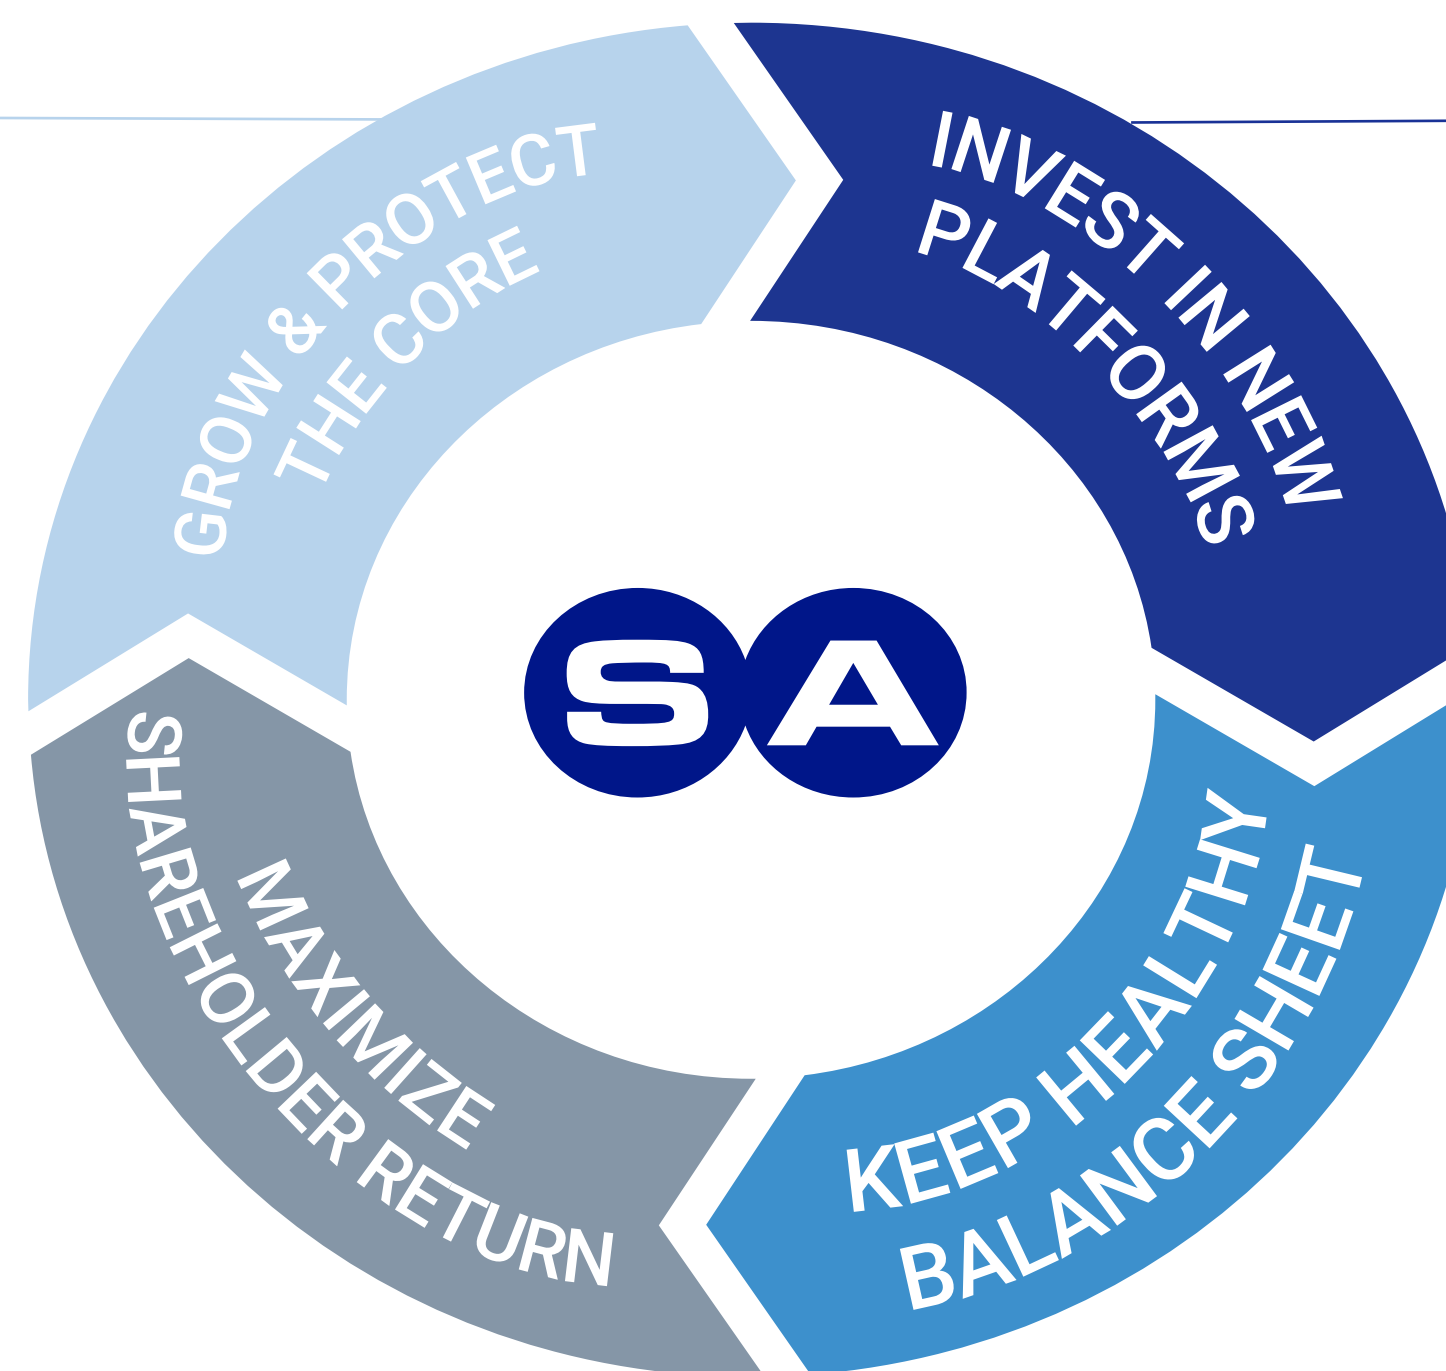 GROW & PROTECT
THE CORE
INVEST IN NEW
PLATFORMS
SA
KEEP HEALTHY
BALANCE SHEET
MAXIMIZE
SHAREHOLDER RETURN